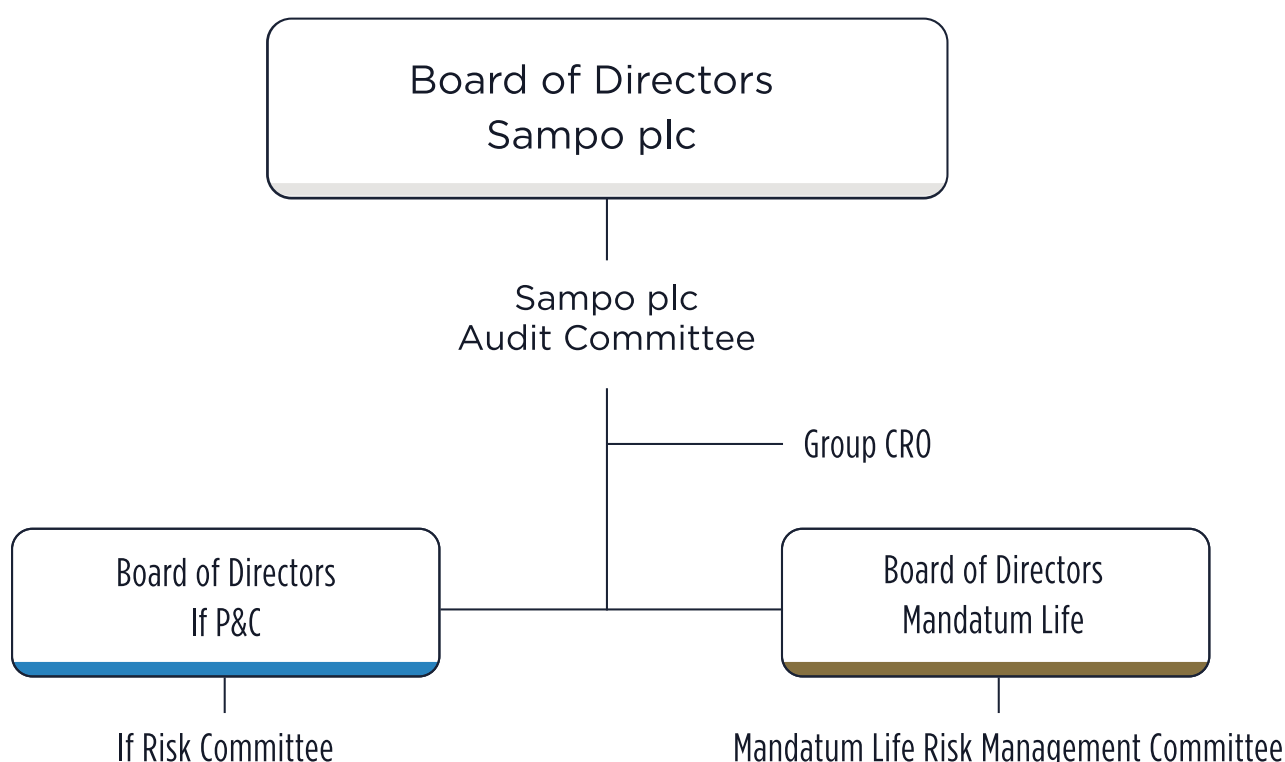 Board of Directors
Sampo plc
Sampo plc
Audit Committee
Group CRO
Board of Directors
If P&C
Board of Directors
Mandatum Life
If Risk Committee
Mandatum Life Risk Management Committee